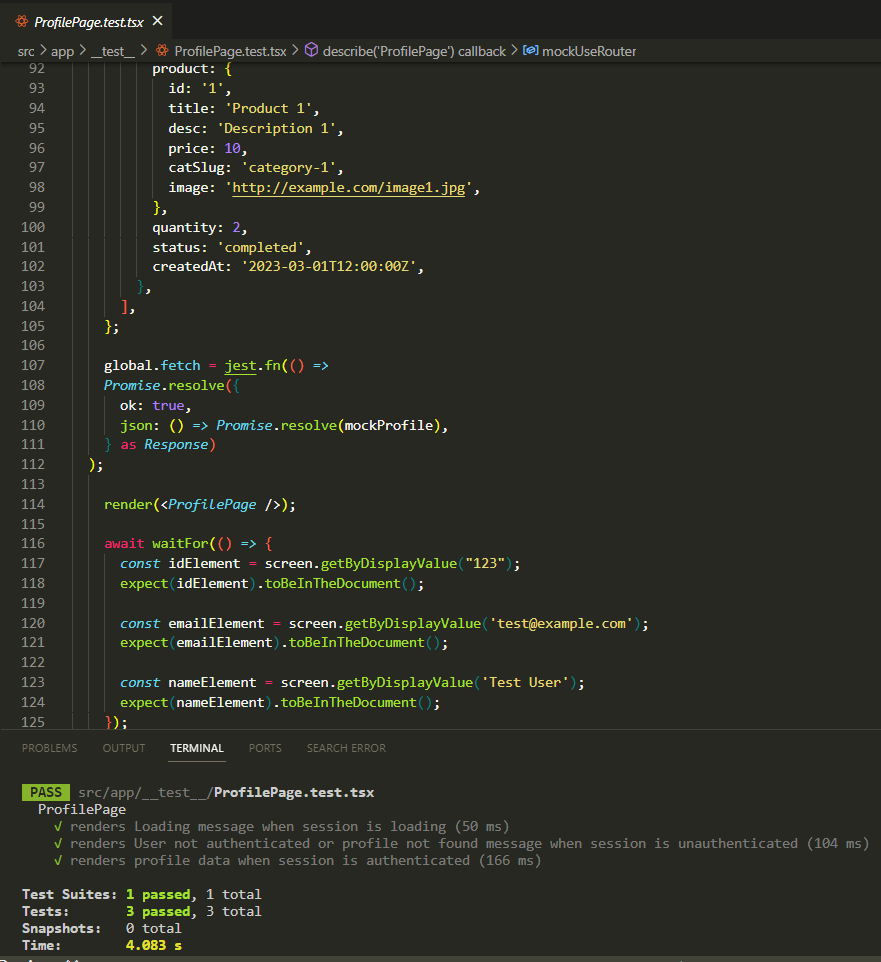 ProfilePage.test.tsx ×
src > app > __test__ > ProfilePage.test.tsx > describe('ProfilePage') callback > mockUseRouter
92 product: {
93 id: '1',
94 title: 'Product 1',
95 desc: 'Description 1',
96 price: 10,
97 catSlug: 'category-1',
98 image: 'http://example.com/image1.jpg',
99 },
100 quantity: 2,
101 status: 'completed',
102 createdAt: '2023-03-01T12:00:00Z',
103 },
104 ],
105 };
106
107 global.fetch = jest.fn(() =>
108 Promise.resolve({
109 ok: true,
110 json: () => Promise.resolve(mockProfile),
111 } as Response)
112 );
113
114 render(<ProfilePage />);
115
116 await waitFor(() => {
117 const idElement = screen.getByDisplayValue("123");
118 expect(idElement).toBeInTheDocument();
119
120 const emailElement = screen.getByDisplayValue('test@example.com');
121 expect(emailElement).toBeInTheDocument();
122
123 const nameElement = screen.getByDisplayValue('Test User');
124 expect(nameElement).toBeInTheDocument();
125 });
PROBLEMS OUTPUT TERMINAL PORTS SEARCH ERROR
PASS src/app/__test__/ProfilePage.test.tsx
ProfilePage
√ renders Loading message when session is loading (50 ms)
√ renders User not authenticated or profile not found message when session is unauthenticated (104 ms)
√ renders profile data when session is authenticated (166 ms)
Test Suites: 1 passed, 1 total
Tests: 3 passed, 3 total
Snapshots: 0 total
Time: 4.083 s